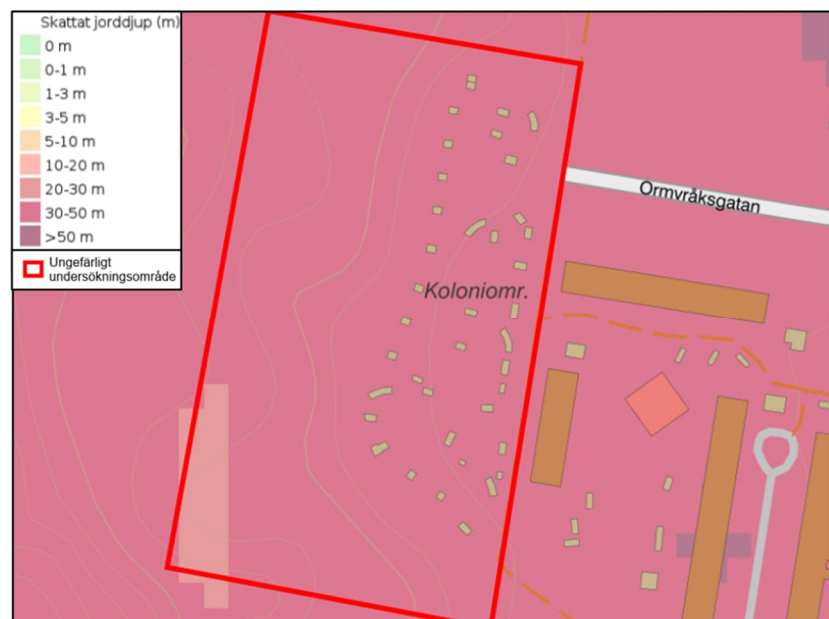 Skattat jorddjup (m)
0 m
0-1 m
1-3 m
3-5 m
5-10 m
10-20 m
20-30 m
30-50 m
>50 m
Ungefärligt
undersökningsområde
Ormvråksgatan
Koloniomr.